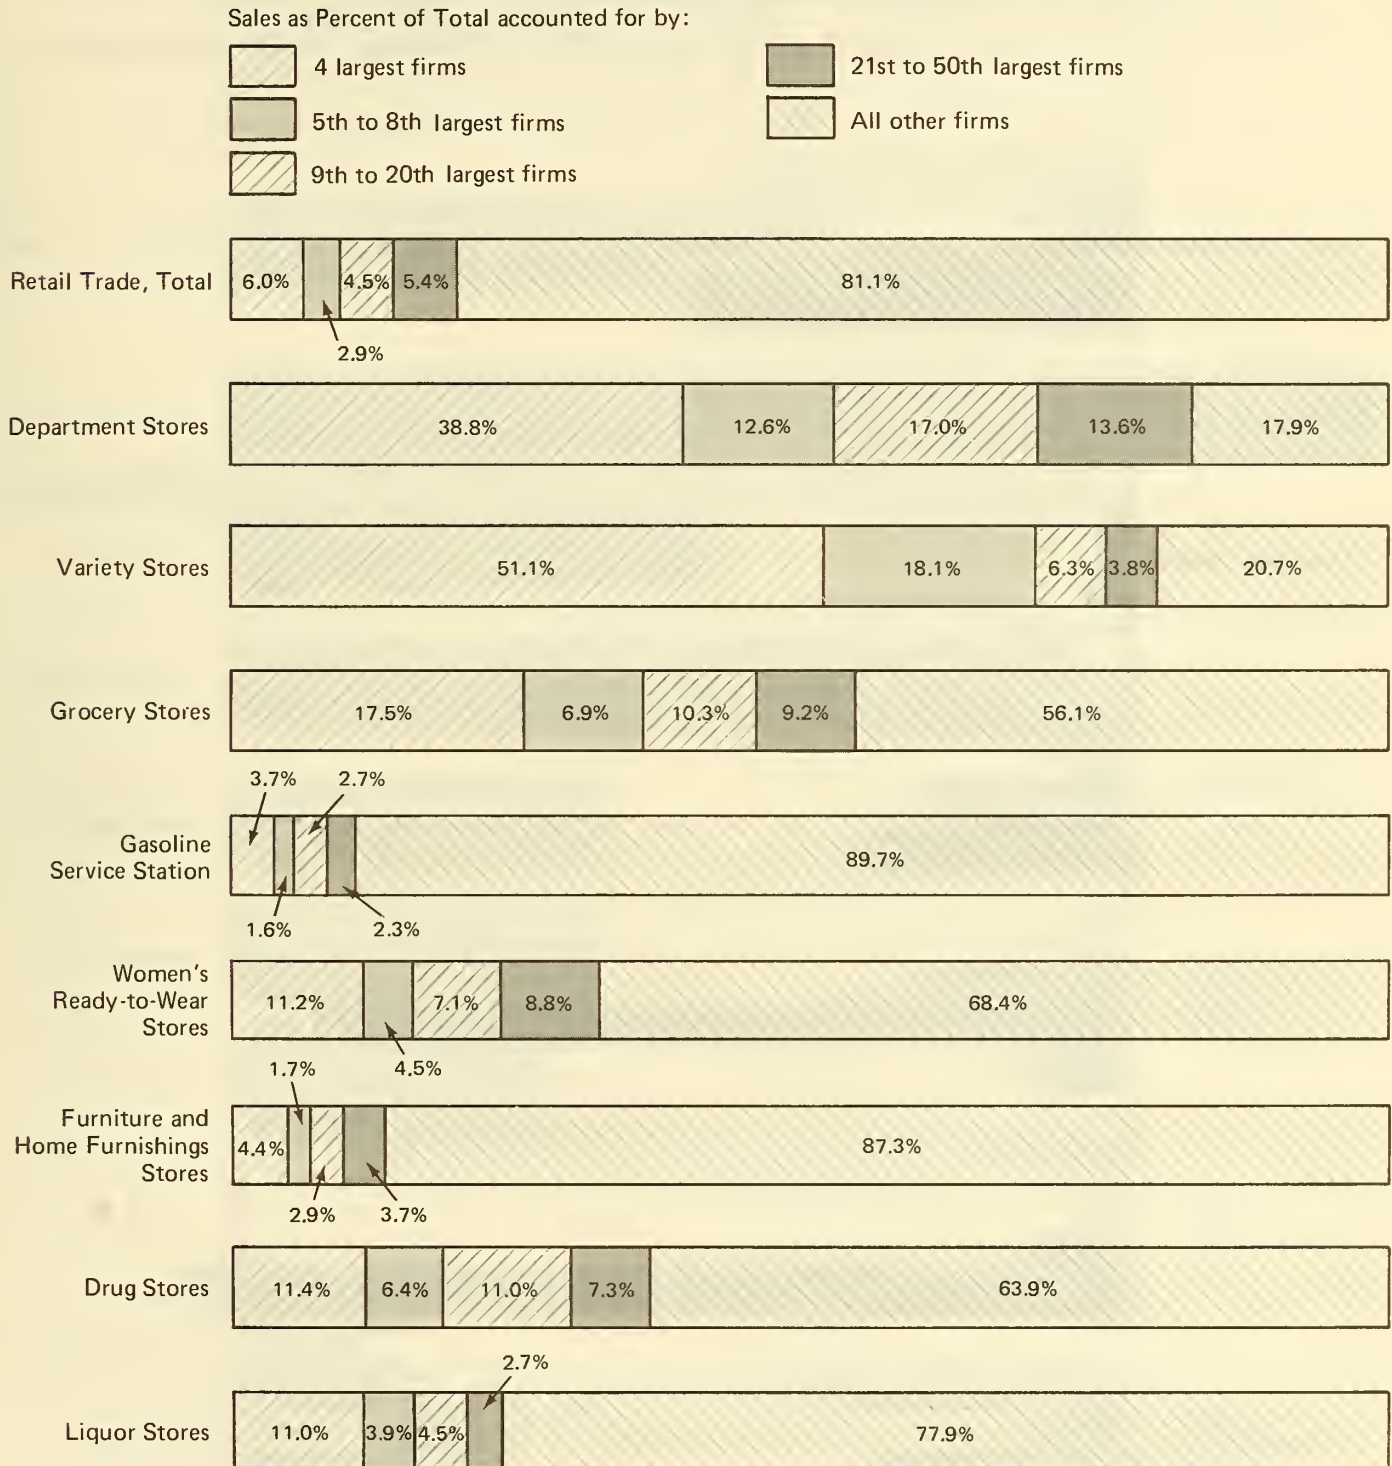 Sales as Percent of Total accounted for by:
4 largest firms
5th to 8th largest firms
9th to 20th largest firms
21st to 50th largest firms
All other firms
Retail Trade, Total
6.0%
4.5%
5.4%
81.1%
2.9%
Department Stores
38.8%
12.6%
17.0%
13.6%
17.9%
Variety Stores
51.1%
18.1%
6.3%
3.8%
20.7%
Grocery Stores
17.5%
6.9%
10.3%
9.2%
56.1%
3.7%
2.7%
Gasoline
Service Station
89.7%
1.6%
2.3%
Women's
Ready-to-Wear
Stores
11.2%
7.1%
8.8%
68.4%
4.5%
1.7%
Furniture and
Home Furnishings
Stores
4.4%
87.3%
2.9%
3.7%
Drug Stores
11.4%
6.4%
11.0%
7.3%
63.9%
2.7%
Liquor Stores
11.0%
3.9%
4.5%
77.9%